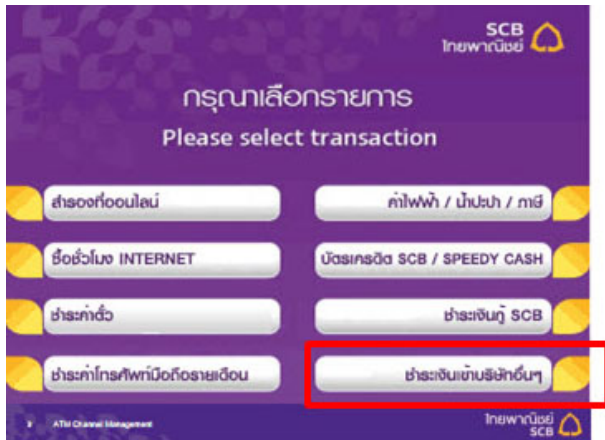 SCB
ไทยพาณิชย์
กรุณาเลือกรายการ
Please select transaction
สำรองที่ออนไลน์
ค่าไฟฟ้า / น้ำประปา / ภาษี
ซื้อชั่วโมง INTERNET
บัตรเครดิต SCB / SPEEDY CASH
ชำระค่าตั๋ว
ชำระเงินกู้ SCB
ชำระค่าโทรศัพท์มือถือรายเดือน
ชำระเงินเข้าบริษัทอื่นๆ
ATM Channel Management
ไทยพาณิชย์
SCB